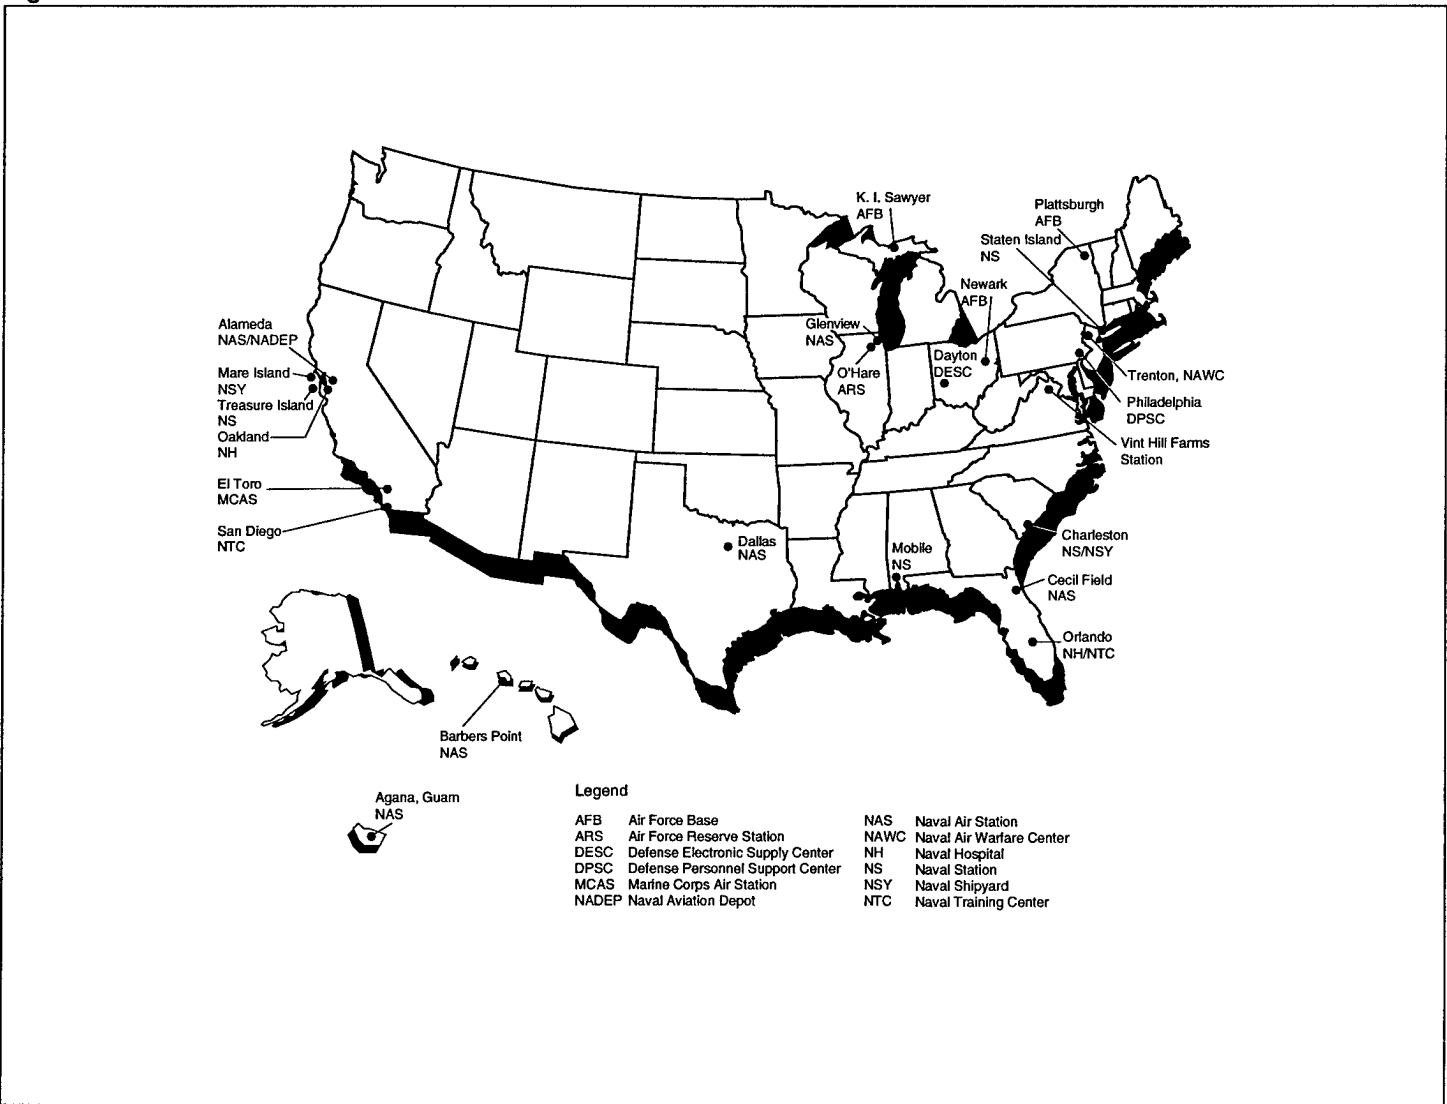 K. I. Sawyer
AFB
Plattsburgh
AFB
Staten Island
NS
Newark
AFB
Glenview
NAS
O'Hare
ARS
Dayton
DESC
Alameda
NAS/NADEP
Mare Island
NSY
Treasure Island
NS
Oakland
NH
El Toro
MCAS
San Diego
NTC
Trenton, NAWC
Philadelphia
DPSC
Vint Hill Farms
Station
Dallas
NAS
Mobile
NS
Charleston
NS/NSY
Cecil Field
NAS
Orlando
NH/NTC
Barbers Point
NAS
Agana, Guam
NAS
Legend
AFB Air Force Base
ARS Air Force Reserve Station
DESC Defense Electronic Supply Center
DPSC Defense Personnel Support Center
MCAS Marine Corps Air Station
NADEP Naval Aviation Depot
NAS Naval Air Station
NAWC Naval Air Warfare Center
NH Naval Hospital
NS Naval Station
NSY Naval Shipyard
NTC Naval Training Center